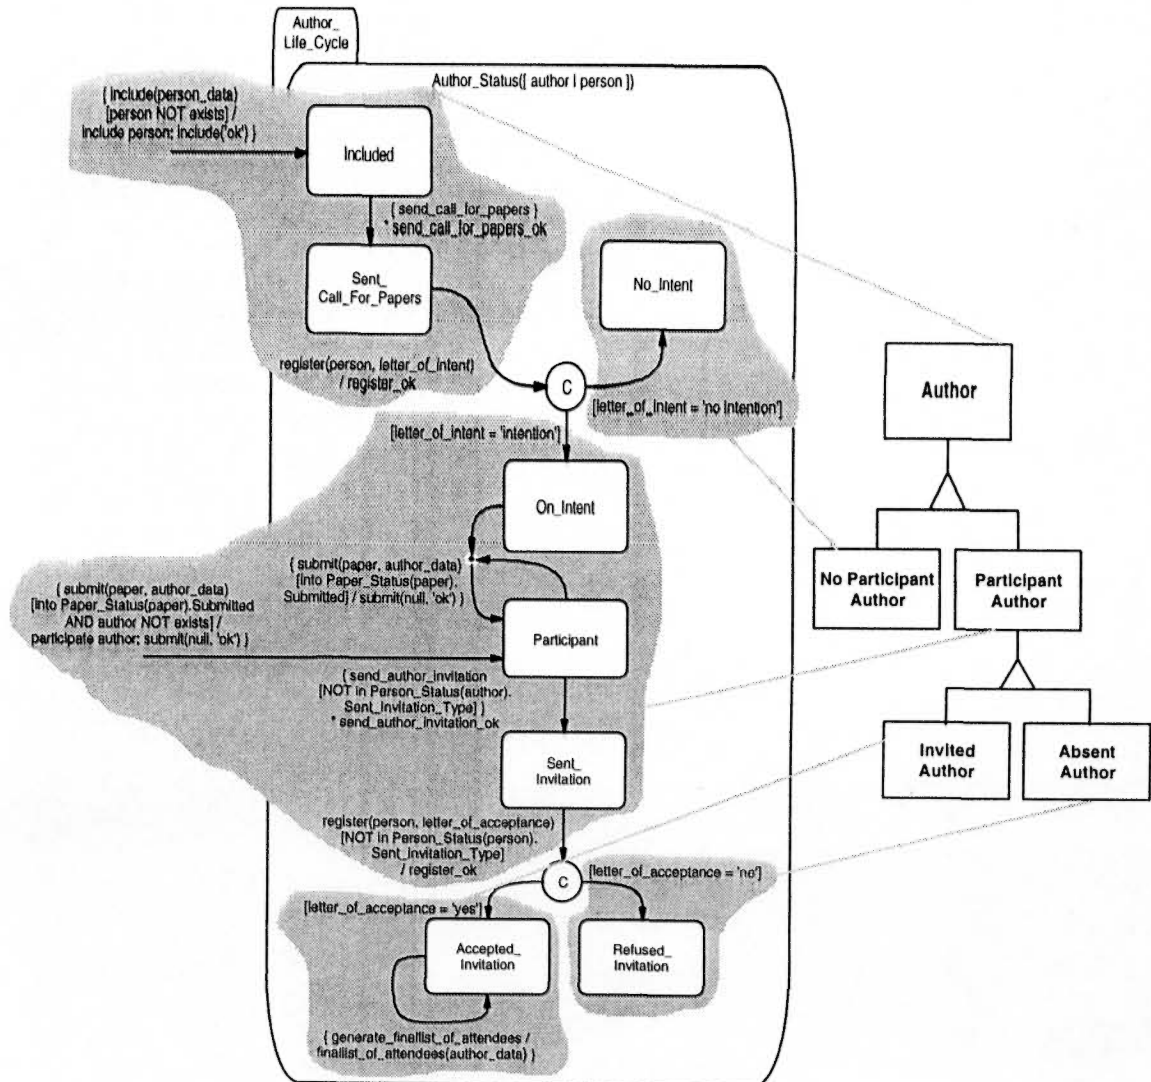 Author_
Life_Cycle
Author_Status([ author | person ])
{ include(person_data)
[person NOT exists] /
include person; include('ok') }
Included
{ send_call_for_papers }
* send_call_for_papers_ok
Sent_
Call_For_Papers
No_Intent
register(person, letter_of_intent)
/ register_ok
C
[letter_of_intent = 'no intention']
[letter_of_intent = 'intention']
Author
On_Intent
{ submit(paper, author_data)
[into Paper_Status(paper).
Submitted] / submit(null, 'ok') }
No Participant
Author
Participant
Author
{ submit(paper, author_data)
[into Paper_Status(paper).Submitted
AND author NOT exists] /
participate author; submit(null, 'ok') }
Participant
{ send_author_invitation
[NOT in Person_Status(author).
Sent_Invitation_Type] }
* send_author_invitation_ok
Sent_
Invitation
Invited
Author
Absent
Author
register(person, letter_of_acceptance)
[NOT in Person_Status(person).
Sent_Invitation_Type]
/ register_ok
C
[letter_of_acceptance = 'no']
[letter_of_acceptance = 'yes']
Accepted_
Invitation
Refused_
Invitation
{ generate_finallist_of_attendees /
finallist_of_attendees(author_data) }